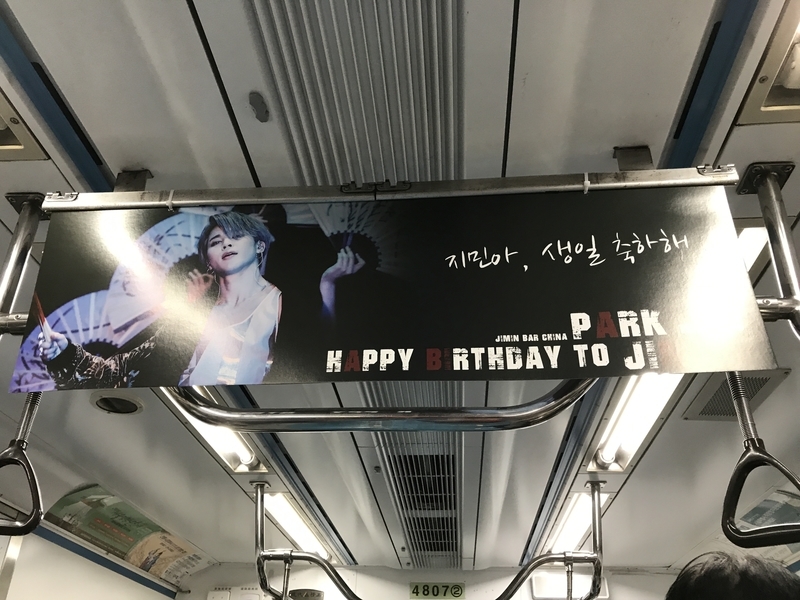 지민아, 생일 축하해
PARK
JIMIN BAR CHINA
HAPPY BIRTHDAY TO JI
4807②